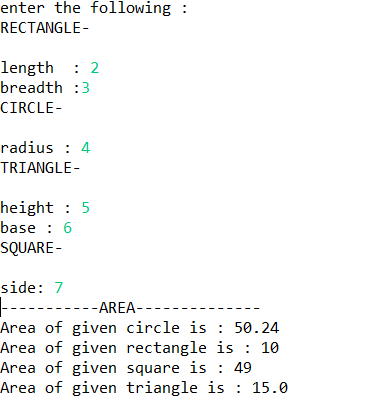 enter the following :
RECTANGLE-
length  : 2
breadth :3
CIRCLE-
radius : 4
TRIANGLE-
height : 5
base : 6
SQUARE-
side: 7
-----------AREA--------------
Area of given circle is : 50.24
Area of given rectangle is : 10
Area of given square is : 49
Area of given triangle is : 15.0